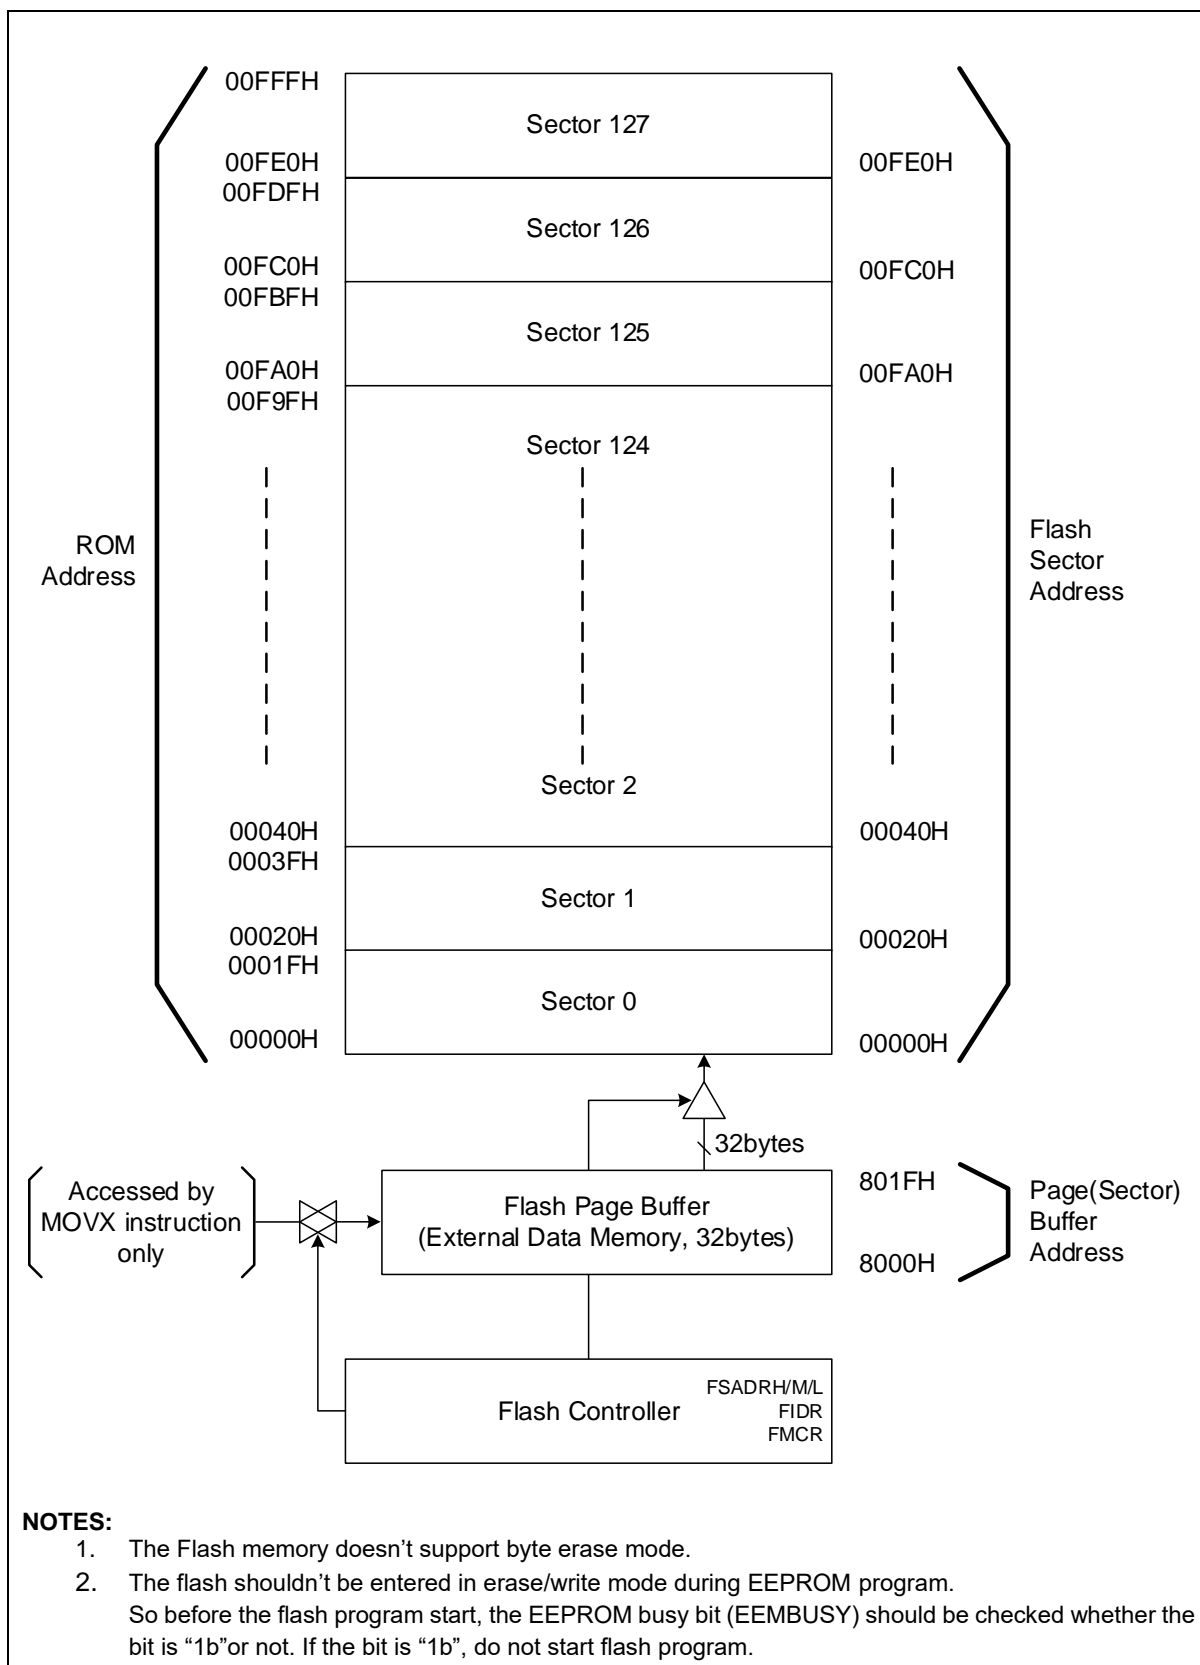 00FFFH
Sector 127
00FE0H
00FE0H
00FDFH
Sector 126
00FC0H
00FC0H
00FBFH
Sector 125
00FA0H
00FA0H
00F9FH
Sector 124
ROM
Address
Flash
Sector
Address
Sector 2
00040H
00040H
0003FH
Sector 1
00020H
00020H
0001FH
Sector 0
00000H
00000H
32bytes
Accessed by
MOVX instruction
only
Flash Page Buffer
(External Data Memory, 32bytes)
801FH
8000H
Page(Sector)
Buffer
Address
Flash Controller
FSADRH/M/L
FIDR
FMCR
NOTES:
1. The Flash memory doesn’t support byte erase mode.
2. The flash shouldn’t be entered in erase/write mode during EEPROM program.
So before the flash program start, the EEPROM busy bit (EEMBUSY) should be checked whether the
bit is “1b”or not. If the bit is “1b”, do not start flash program.